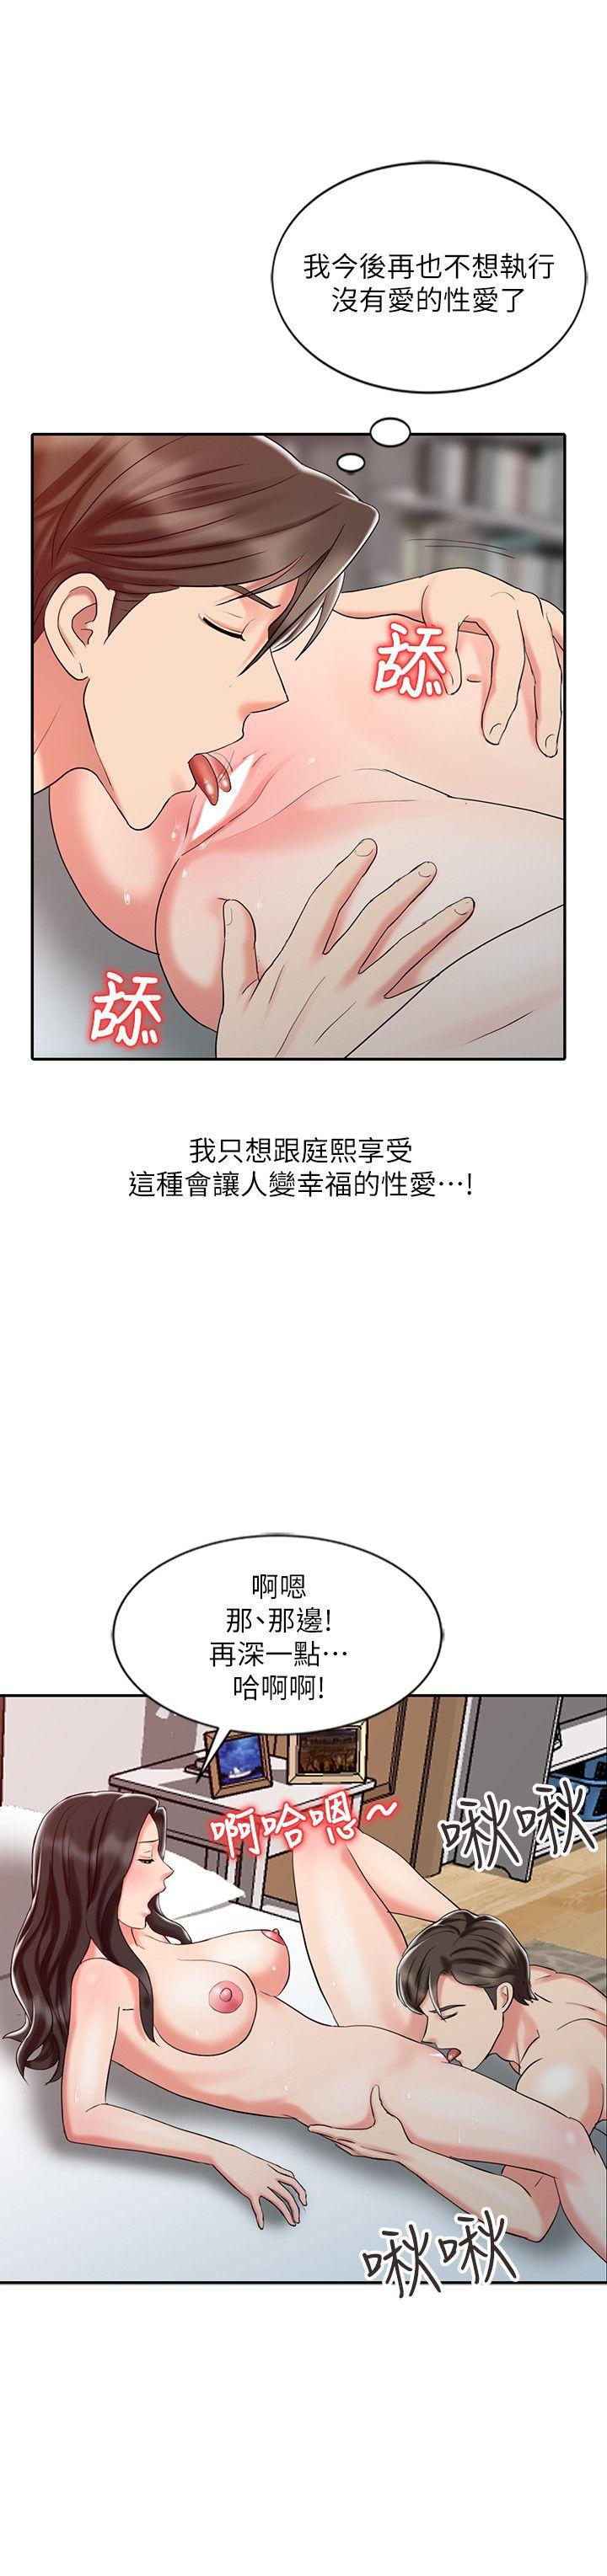 我今後再也不想執行
沒有愛的性愛了
舔
舔
我只想跟庭熙享受
這種會讓人變幸福的性愛⋯!
啊嗯
那、那邊!
再深一點⋯
哈啊啊!
啊哈嗯~
啾啾
啾啾